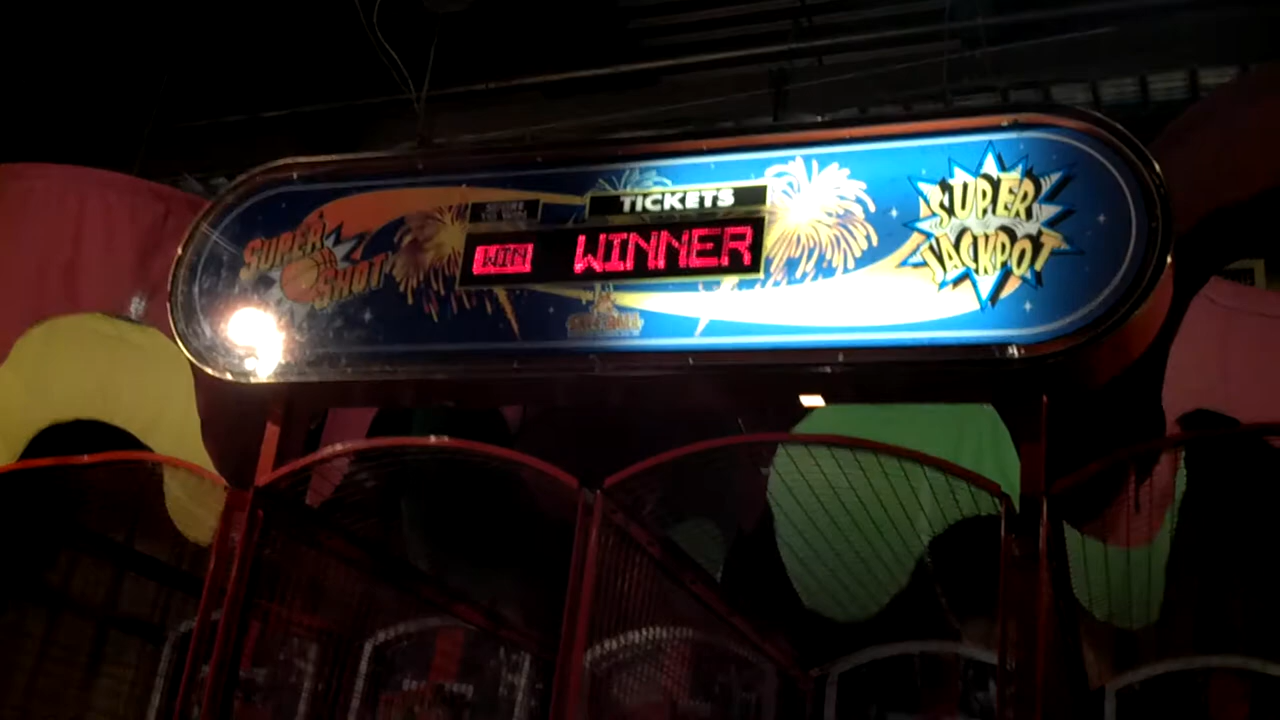 SUPER
SHOT
TICKETS
WIN
WINNER
SUPER
JACKPOT